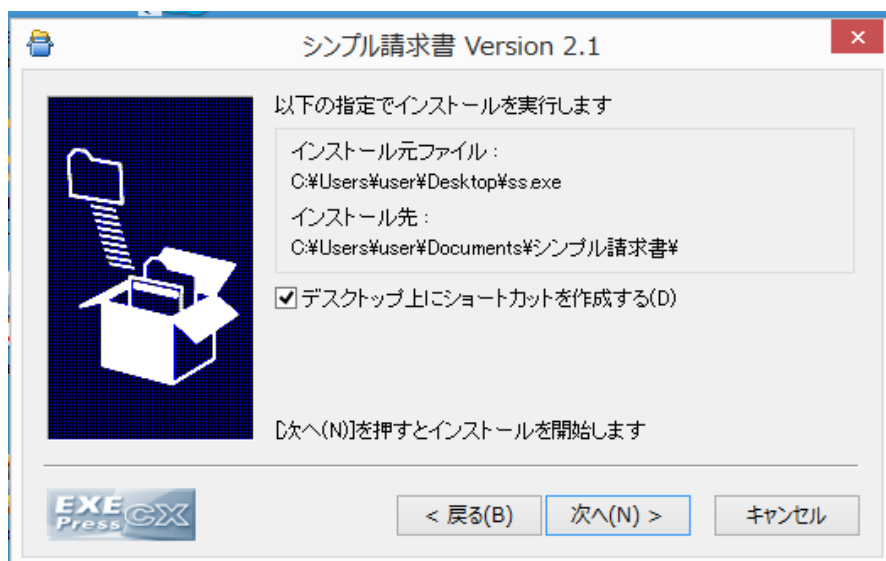 シンプル請求書 Version 2.1
以下の指定でインストールを実行します
インストール元ファイル：
C:¥Users¥user¥Desktop¥ss.exe
インストール先：
C:¥Users¥user¥Documents¥シンプル請求書¥
デスクトップ上にショートカットを作成する(D)
[次へ(N)]を押すとインストールを開始します
EXE
Press CX
< 戻る(B)
次へ(N) >
キャンセル